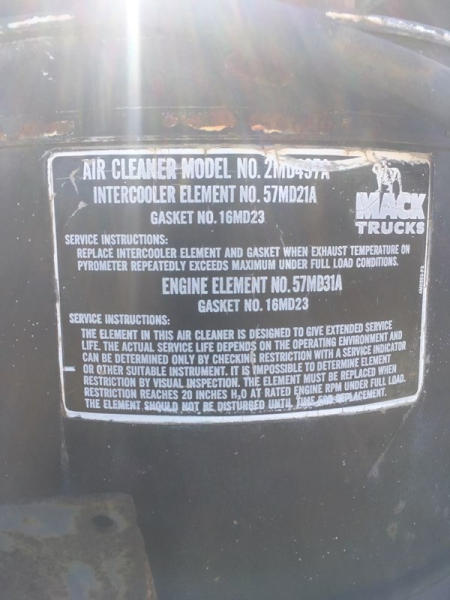 AIR CLEANER MODEL NO. 2MD457A
INTERCOOLER ELEMENT NO. 57MD21A
GASKET NO. 16MD23
MACK
TRUCKS
SERVICE INSTRUCTIONS:
REPLACE INTERCOOLER ELEMENT AND GASKET WHEN EXHAUST TEMPERATURE ON
PYROMETER REPEATEDLY EXCEEDS MAXIMUM UNDER FULL LOAD CONDITIONS.
ENGINE ELEMENT NO. 57MD31A
GASKET NO. 16MD23
SERVICE INSTRUCTIONS:
THE ELEMENT IN THIS AIR CLEANER IS DESIGNED TO GIVE EXTENDED SERVICE
LIFE. THE ACTUAL SERVICE LIFE DEPENDS ON THE OPERATING ENVIRONMENT AND
CAN BE DETERMINED ONLY BY CHECKING RESTRICTION WITH A SERVICE INDICATOR
OR OTHER SUITABLE INSTRUMENT. IT IS IMPOSSIBLE TO DETERMINE ELEMENT
RESTRICTION BY VISUAL INSPECTION. THE ELEMENT MUST BE REPLACED WHEN
RESTRICTION REACHES 20 INCHES H₂O AT RATED ENGINE RPM UNDER FULL LOAD.
THE ELEMENT SHOULD NOT BE DISTURBED UNTIL TIME FOR REPLACEMENT.